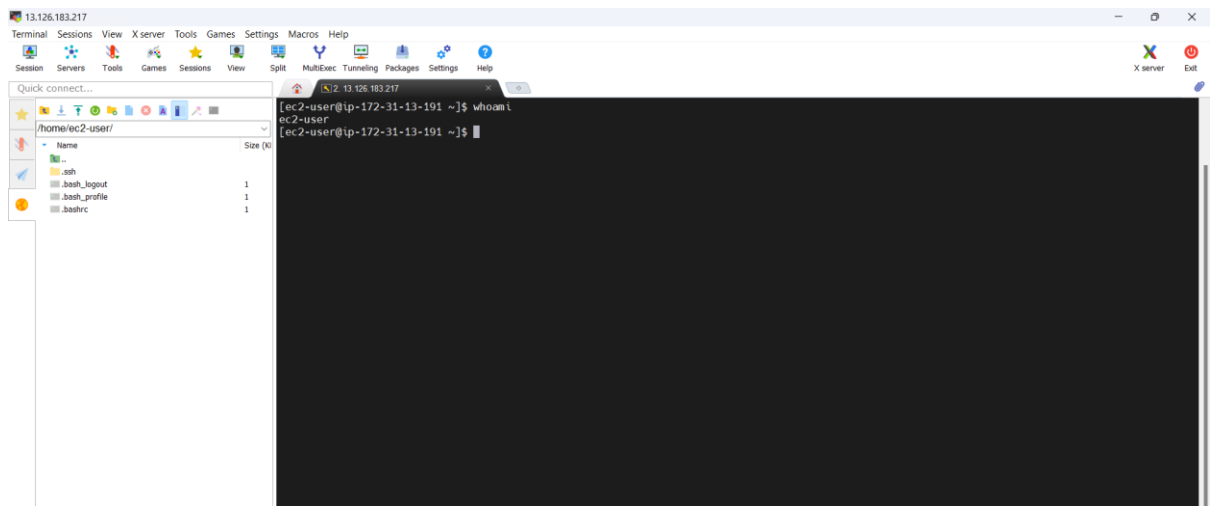 13.126.183.217
Terminal Sessions View X server Tools Games Settings Macros Help
Session Servers Tools Games Sessions View Split MultiExec Tunneling Packages Settings Help X server Exit
Quick connect...
2. 13.126.183.217
/home/ec2-user/
Name Size (K
..
.ssh
.bash_logout 1
.bash_profile 1
.bashrc 1
[ec2-user@ip-172-31-13-191 ~]$ whoami
ec2-user
[ec2-user@ip-172-31-13-191 ~]$